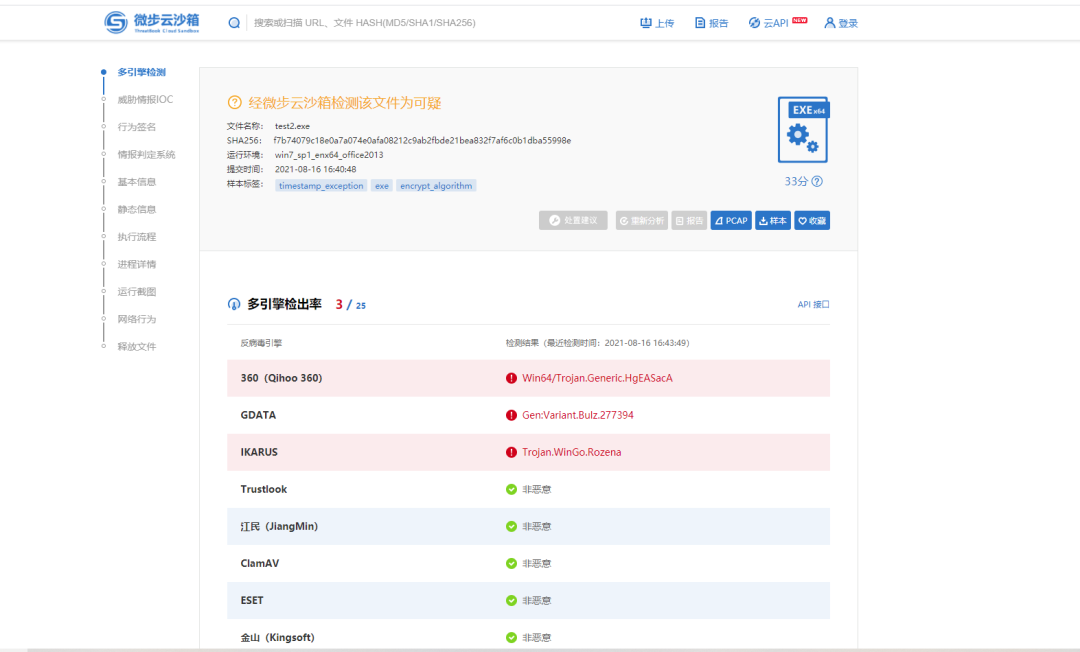 微步云沙箱
ThreatBook Cloud Sandbox
搜索或扫描 URL、文件 HASH(MD5/SHA1/SHA256)
上传
报告
云API NEW
登录
多引擎检测
威胁情报IOC
行为签名
情报判定系统
基本信息
静态信息
执行流程
进程详情
运行截图
网络行为
释放文件
经微步云沙箱检测该文件为可疑
文件名称: test2.exe
SHA256: f7b74079c18e0a7a074e0afa08212c9ab2fbde21bea832f7af6c0b1dba55998e
运行环境: win7_sp1_enx64_office2013
提交时间: 2021-08-16 16:40:48
样本标签: timestamp_exception exe encrypt_algorithm
EXE x64
33分
处置建议
重新分析
报告
PCAP
样本
收藏
多引擎检出率 3 / 25
API 接口
反病毒引擎 检测结果（最近检测时间：2021-08-16 16:43:49）
360（Qihoo 360） Win64/Trojan.Generic.HgEASacA
GDATA Gen:Variant.Bulz.277394
IKARUS Trojan.WinGo.Rozena
Trustlook 非恶意
江民（JiangMin） 非恶意
ClamAV 非恶意
ESET 非恶意
金山（Kingsoft） 非恶意